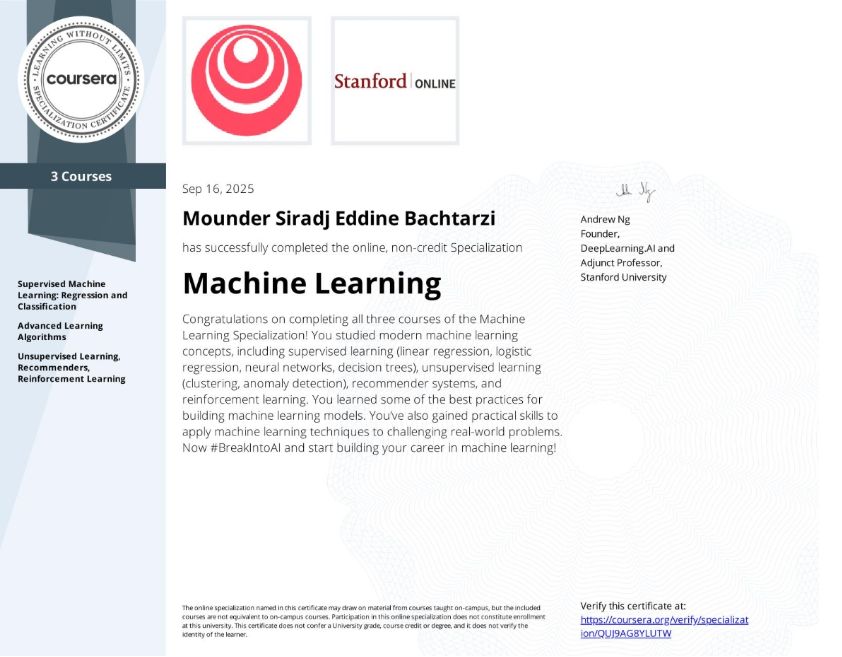 LEARNING WITHOUT LIMITS
coursera
SPECIALIZATION CERTIFICATE
3 Courses
Supervised Machine
Learning: Regression and
Classification
Advanced Learning
Algorithms
Unsupervised Learning,
Recommenders,
Reinforcement Learning
Stanford | ONLINE
Sep 16, 2025
Mounder Siradj Eddine Bachtarzi
has successfully completed the online, non-credit Specialization
Machine Learning
Congratulations on completing all three courses of the Machine
Learning Specialization! You studied modern machine learning
concepts, including supervised learning (linear regression, logistic
regression, neural networks, decision trees), unsupervised learning
(clustering, anomaly detection), recommender systems, and
reinforcement learning. You learned some of the best practices for
building machine learning models. You've also gained practical skills to
apply machine learning techniques to challenging real-world problems.
Now #BreakIntoAI and start building your career in machine learning!
Andrew Ng
Founder,
DeepLearning.AI and
Adjunct Professor,
Stanford University
The online specialization named in this certificate may draw on material from courses taught on-campus, but the included
courses are not equivalent to on-campus courses. Participation in this online specialization does not constitute enrollment
at this university. This certificate does not confer a University grade, course credit or degree, and it does not verify the
identity of the learner.
Verify this certificate at:
https://coursera.org/verify/specializat
ion/QUJ9AG8YLUTW